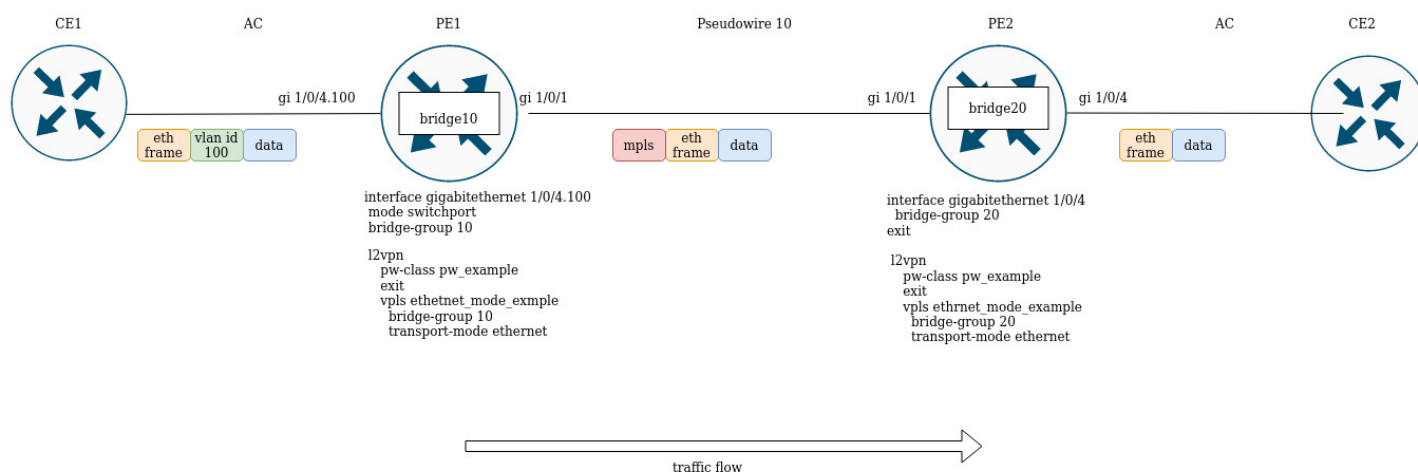 CE1
AC
PE1
Pseudowire 10
PE2
AC
CE2
gi 1/0/4.100
bridge10
gi 1/0/1
gi 1/0/1
bridge20
gi 1/0/4
eth
frame
vlan id
100
data
mpls
eth
frame
data
eth
frame
data
interface gigabitethernet 1/0/4.100
mode switchport
bridge-group 10
l2vpn
pw-class pw_example
exit
vpls ethetnet_mode_exmple
bridge-group 10
transport-mode ethernet
interface gigabitethernet 1/0/4
bridge-group 20
exit
l2vpn
pw-class pw_example
exit
vpls ethrnet_mode_example
bridge-group 20
transport-mode ethernet
traffic flow